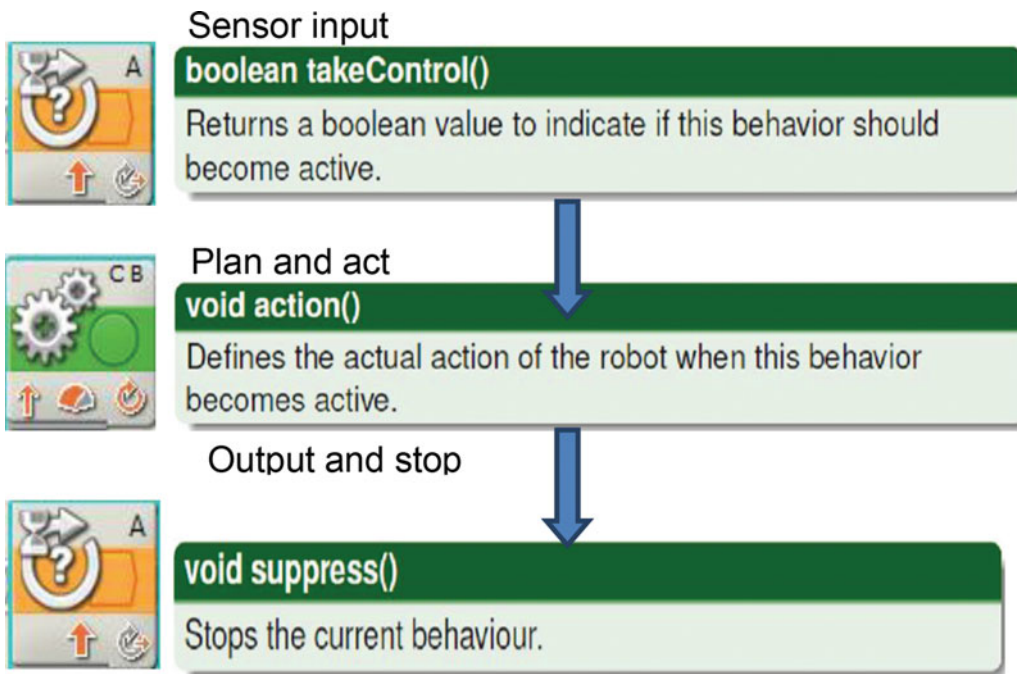 Sensor input
A
boolean takeControl()
Returns a boolean value to indicate if this behavior should
become active.
Plan and act
C B
void action()
Defines the actual action of the robot when this behavior
becomes active.
Output and stop
A
void suppress()
Stops the current behaviour.